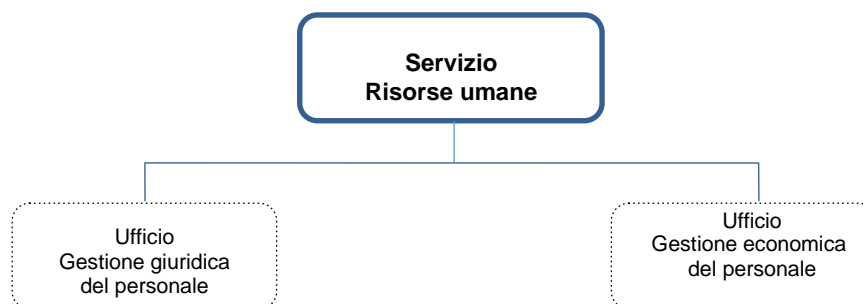 Servizio
Risorse umane
Ufficio
Gestione giuridica
del personale
Ufficio
Gestione economica
del personale